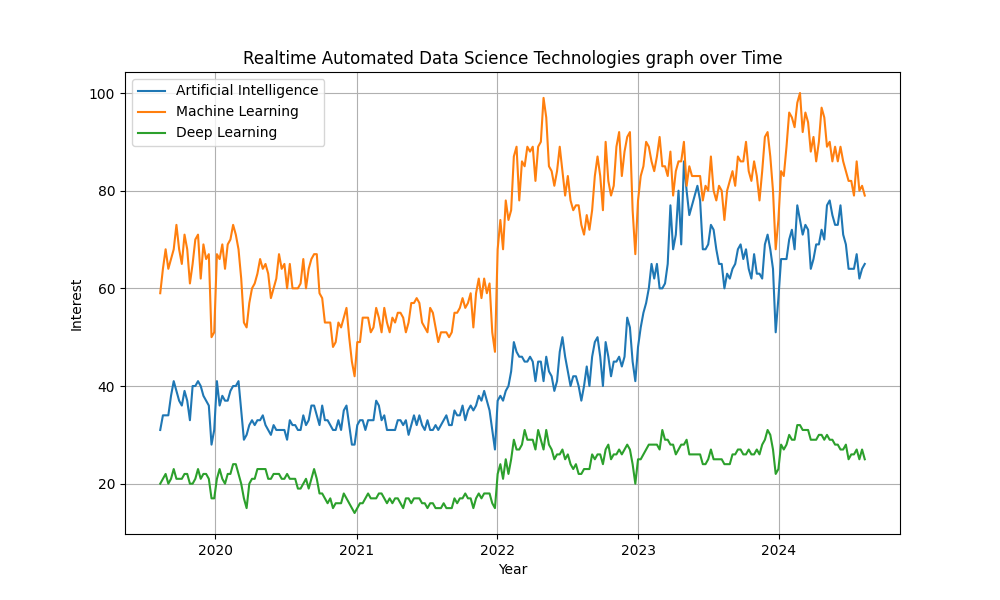 Realtime Automated Data Science Technologies graph over Time
Artificial Intelligence
Machine Learning
Deep Learning
100
80
60
40
20
Interest
2020 2021 2022 2023 2024
Year